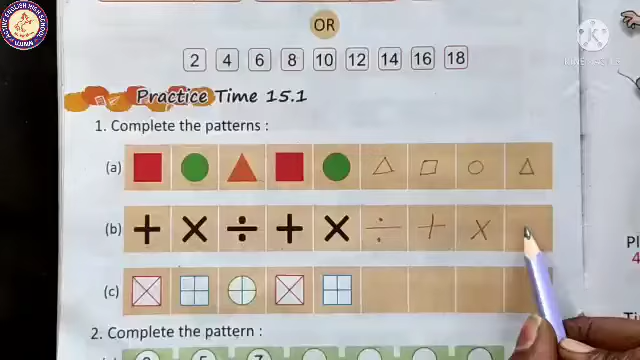 OR
2 4 6 8 10 12 14 16 18
Practice Time 15.1
1. Complete the patterns :
(a)
(b) + × ÷ + × ÷ + ×
(c)
2. Complete the pattern :